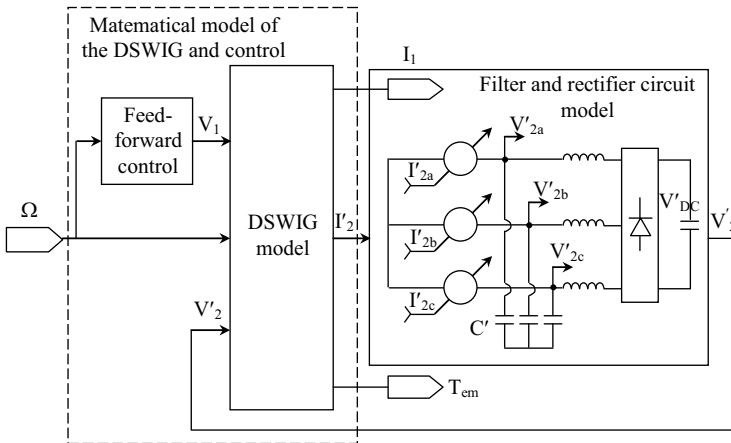 Matematical model of
the DSWIG and control
I₁
Filter and rectifier circuit
model
Feed-
forward
control
V₁
V'₂ₐ
I'₂ₐ
Ω
V'₂b
V'DC
V'₂
DSWIG
model
I'₂
I'₂b
V'₂c
V'₂
I'₂c
C'
Tem